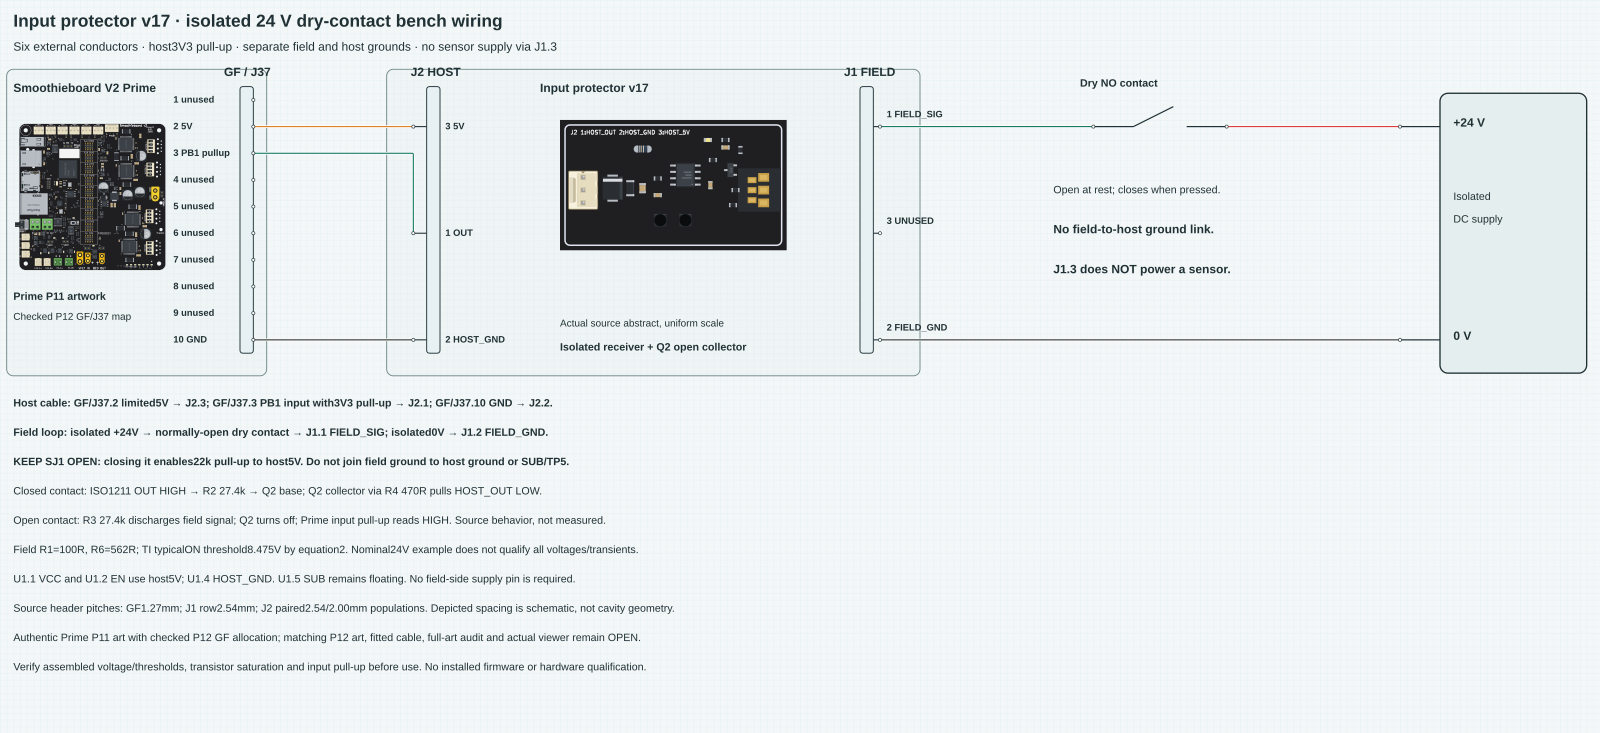 Input protector v17 · isolated 24 V dry-contact bench wiring
Six external conductors · host3V3 pull-up · separate field and host grounds · no sensor supply via J1.3
GF / J37
J2 HOST
J1 FIELD
Smoothieboard V2 Prime
Input protector v17
Dry NO contact
1 unused
2 5V
3 PB1 pullup
4 unused
5 unused
6 unused
7 unused
8 unused
9 unused
10 GND
3 5V
1 OUT
2 HOST_GND
J2 1:HOST_OUT 2:HOST_GND 3:HOST_5V
1 FIELD_SIG
3 UNUSED
2 FIELD_GND
+24 V
Isolated
DC supply
0 V
Open at rest; closes when pressed.
No field-to-host ground link.
J1.3 does NOT power a sensor.
Prime P11 artwork
Checked P12 GF/J37 map
Actual source abstract, uniform scale
Isolated receiver + Q2 open collector
Host cable: GF/J37.2 limited5V → J2.3; GF/J37.3 PB1 input with3V3 pull-up → J2.1; GF/J37.10 GND → J2.2.
Field loop: isolated +24V → normally-open dry contact → J1.1 FIELD_SIG; isolated0V → J1.2 FIELD_GND.
KEEP SJ1 OPEN: closing it enables22k pull-up to host5V. Do not join field ground to host ground or SUB/TP5.
Closed contact: ISO1211 OUT HIGH → R2 27.4k → Q2 base; Q2 collector via R4 470R pulls HOST_OUT LOW.
Open contact: R3 27.4k discharges field signal; Q2 turns off; Prime input pull-up reads HIGH. Source behavior, not measured.
Field R1=100R, R6=562R; TI typicalON threshold8.475V by equation2. Nominal24V example does not qualify all voltages/transients.
U1.1 VCC and U1.2 EN use host5V; U1.4 HOST_GND. U1.5 SUB remains floating. No field-side supply pin is required.
Source header pitches: GF1.27mm; J1 row2.54mm; J2 paired2.54/2.00mm populations. Depicted spacing is schematic, not cavity geometry.
Authentic Prime P11 art with checked P12 GF allocation; matching P12 art, fitted cable, full-art audit and actual viewer remain OPEN.
Verify assembled voltage/thresholds, transistor saturation and input pull-up before use. No installed firmware or hardware qualification.